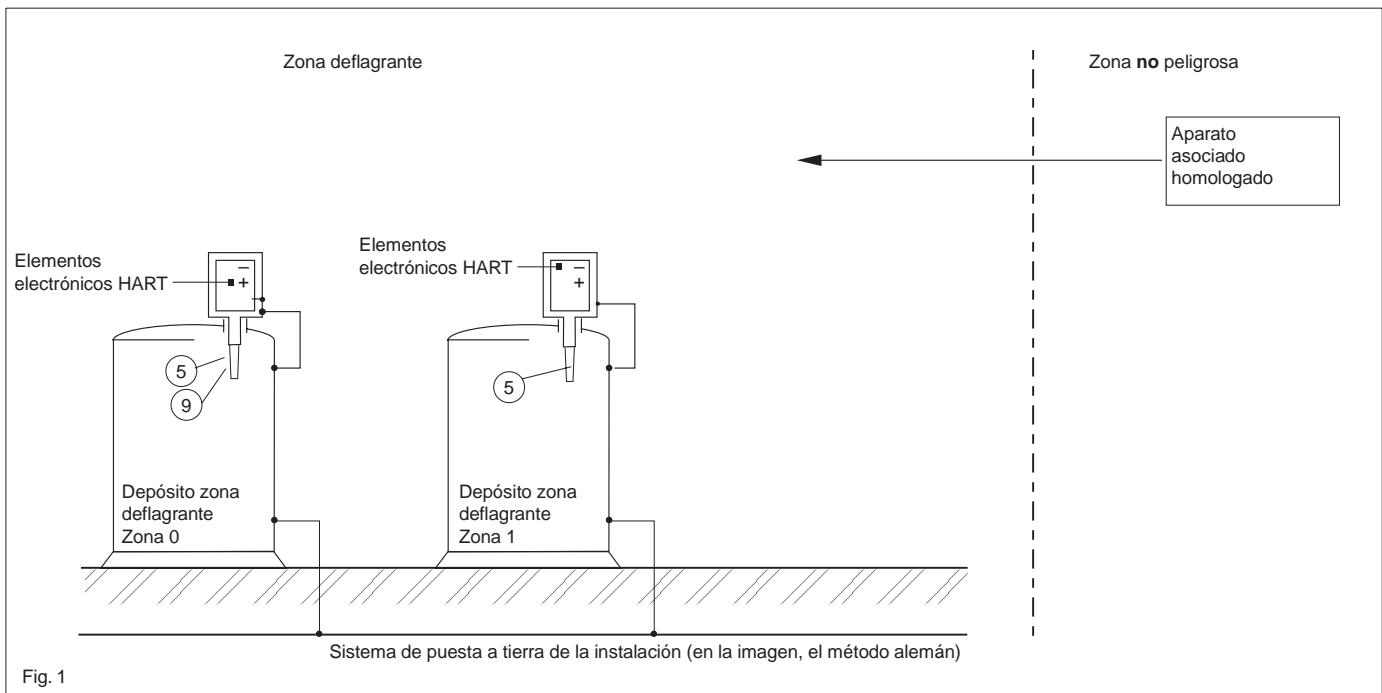 Zona deflagrante
Zona no peligrosa
Aparato
asociado
homologado
Elementos
electrónicos HART
–
+
5
9
Depósito zona
deflagrante
Zona 0
Elementos
electrónicos HART
–
+
5
Depósito zona
deflagrante
Zona 1
Sistema de puesta a tierra de la instalación (en la imagen, el método alemán)
Fig. 1